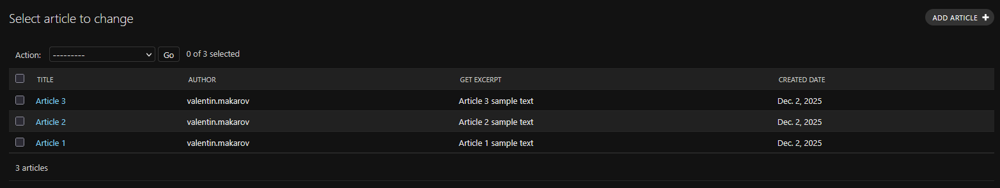 Select article to change
ADD ARTICLE +
Action: --------- Go 0 of 3 selected
TITLE AUTHOR GET EXCERPT CREATED DATE
Article 3 valentin.makarov Article 3 sample text Dec. 2, 2025
Article 2 valentin.makarov Article 2 sample text Dec. 2, 2025
Article 1 valentin.makarov Article 1 sample text Dec. 2, 2025
3 articles